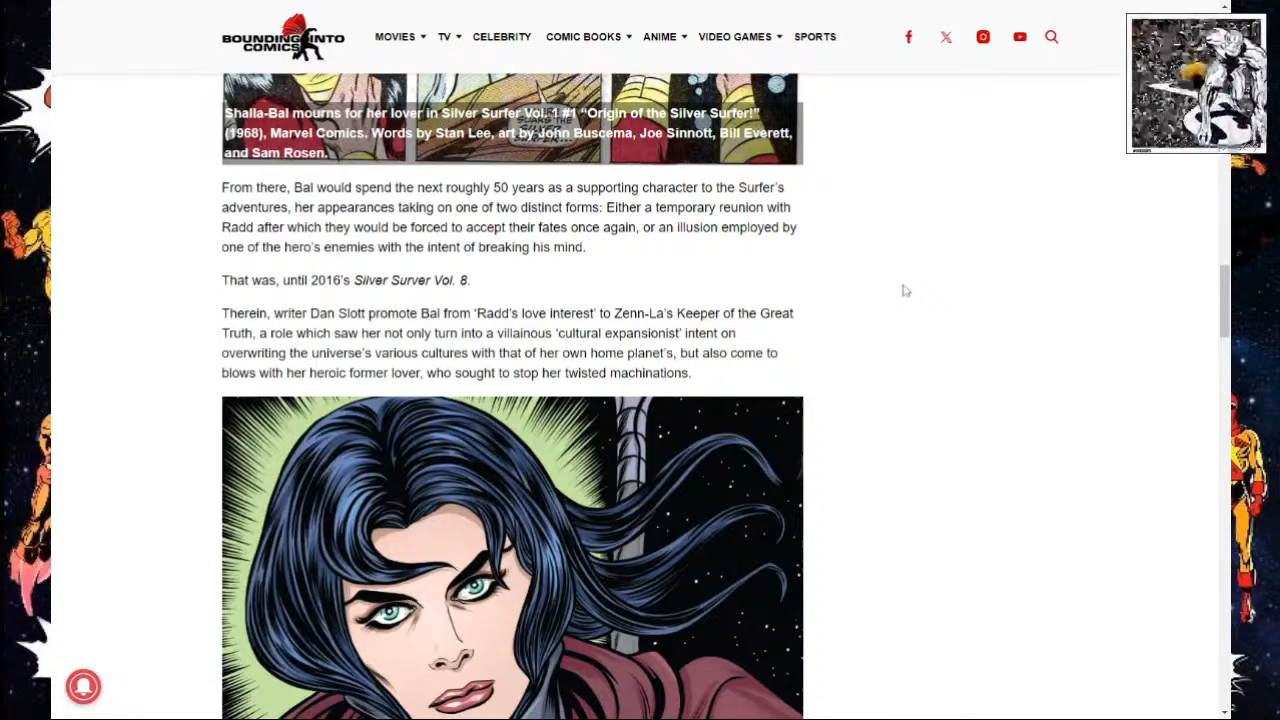 BOUNDING INTO
COMICS
MOVIES TV CELEBRITY COMIC BOOKS ANIME VIDEO GAMES SPORTS
Shalla-Bal mourns for her lover in Silver Surfer Vol. 1 #1 “Origin of the Silver Surfer!”
(1968), Marvel Comics. Words by Stan Lee, art by John Buscema, Joe Sinnott, Bill Everett,
and Sam Rosen.
From there, Bal would spend the next roughly 50 years as a supporting character to the Surfer’s
adventures, her appearances taking on one of two distinct forms: Either a temporary reunion with
Radd after which they would be forced to accept their fates once again, or an illusion employed by
one of the hero’s enemies with the intent of breaking his mind.
That was, until 2016’s Silver Surver Vol. 8.
Therein, writer Dan Slott promote Bal from ‘Radd’s love interest’ to Zenn-La’s Keeper of the Great
Truth, a role which saw her not only turn into a villainous ‘cultural expansionist’ intent on
overwriting the universe’s various cultures with that of her own home planet’s, but also come to
blows with her heroic former lover, who sought to stop her twisted machinations.